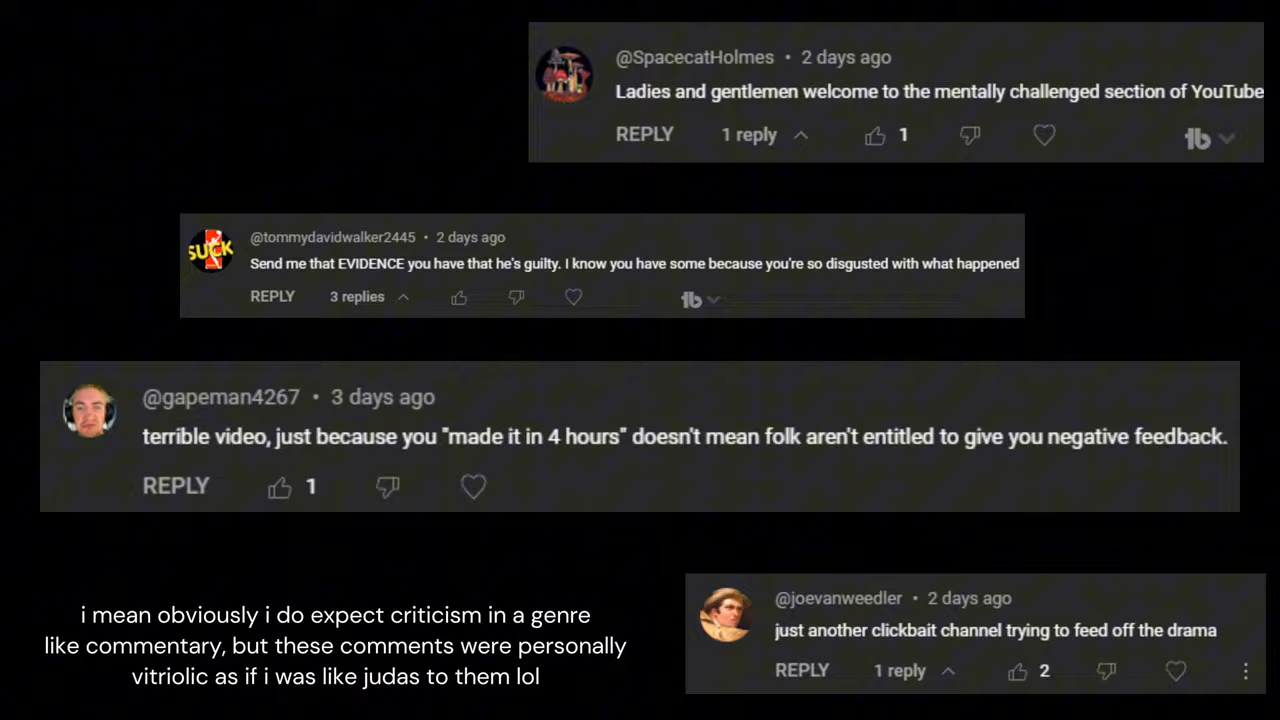 @SpacecatHolmes • 2 days ago
Ladies and gentlemen welcome to the mentally challenged section of YouTube
REPLY 1 reply 1
@tommydavidwalker2445 • 2 days ago
SUCK
Send me that EVIDENCE you have that he's guilty. I know you have some because you're so disgusted with what happened
REPLY 3 replies
@gapeman4267 • 3 days ago
terrible video, just because you "made it in 4 hours" doesn't mean folk aren't entitled to give you negative feedback.
REPLY 1
i mean obviously i do expect criticism in a genre
like commentary, but these comments were personally
vitriolic as if i was like judas to them lol
@joevanweedler • 2 days ago
just another clickbait channel trying to feed off the drama
REPLY 1 reply 2